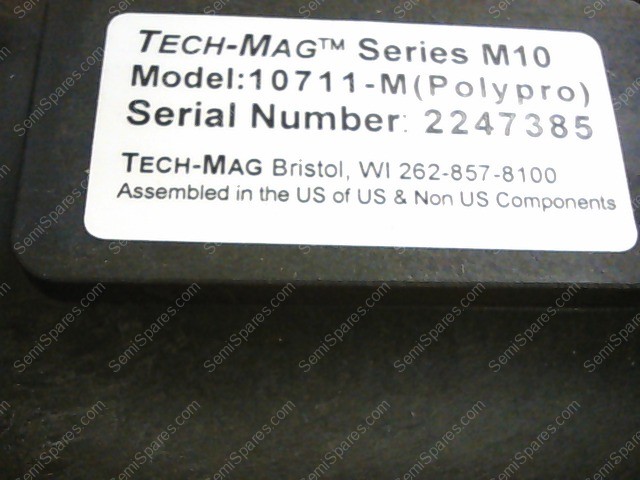 TECH-MAG™ Series M10
Model:10711-M(Polypro)
Serial Number: 2247385
TECH-MAG Bristol, WI 262-857-8100
Assembled in the US of US & Non US Components
SemiSpares.com